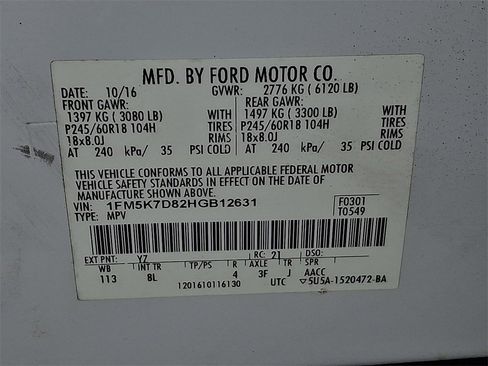 MFD. BY FORD MOTOR CO.
DATE: 10/16 GVWR: 2776 KG ( 6120 LB)
FRONT GAWR: REAR GAWR:
1397 KG ( 3080 LB) WITH 1497 KG ( 3300 LB) WITH
P245/60R18 104H TIRES P245/60R18 104H TIRES
18x8.0J RIMS 18x8.0J RIMS
AT 240 kPa/ 35 PSI COLD AT 240 kPa/ 35 PSI COLD
THIS VEHICLE CONFORMS TO ALL APPLICABLE FEDERAL MOTOR
VEHICLE SAFETY STANDARDS IN EFFECT ON THE DATE OF
MANUFACTURE SHOWN ABOVE.
VIN: 1FM5K7D82HGB12631 F0301
TYPE: MPV T0549
EXT PNT: YZ RC: 21 DSO:
WB INT TR TP/PS R AXLE TR SPR
113 BL 4 3F J AACC
1201610116130 UTC ▽5U5A-1520472-BA